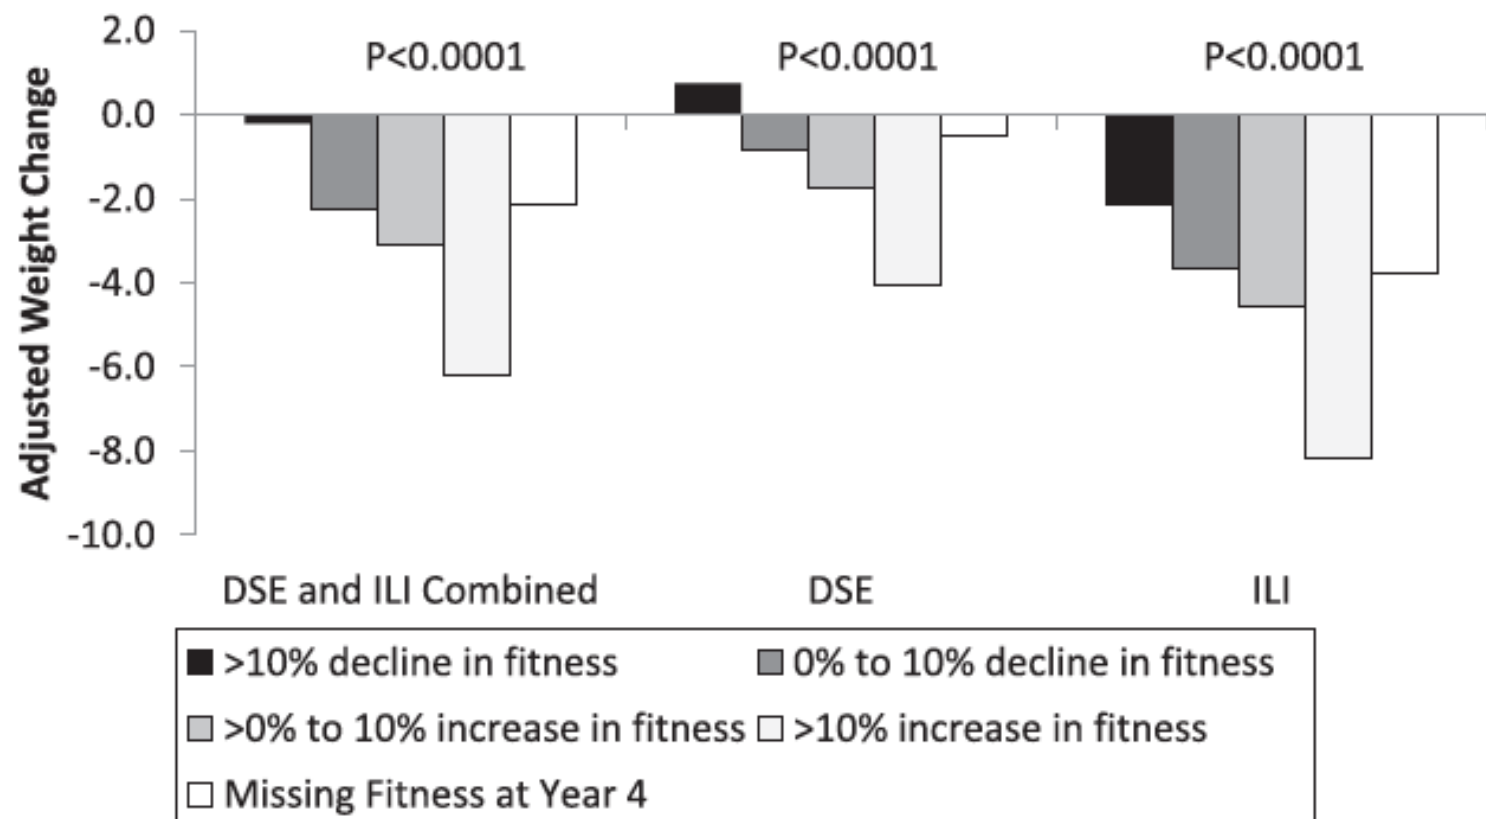 2.0
P<0.0001 P<0.0001 P<0.0001
0.0
-2.0
-4.0
-6.0
-8.0
-10.0
Adjusted Weight Change
DSE and ILI Combined DSE ILI
>10% decline in fitness 0% to 10% decline in fitness
>0% to 10% increase in fitness >10% increase in fitness
Missing Fitness at Year 4